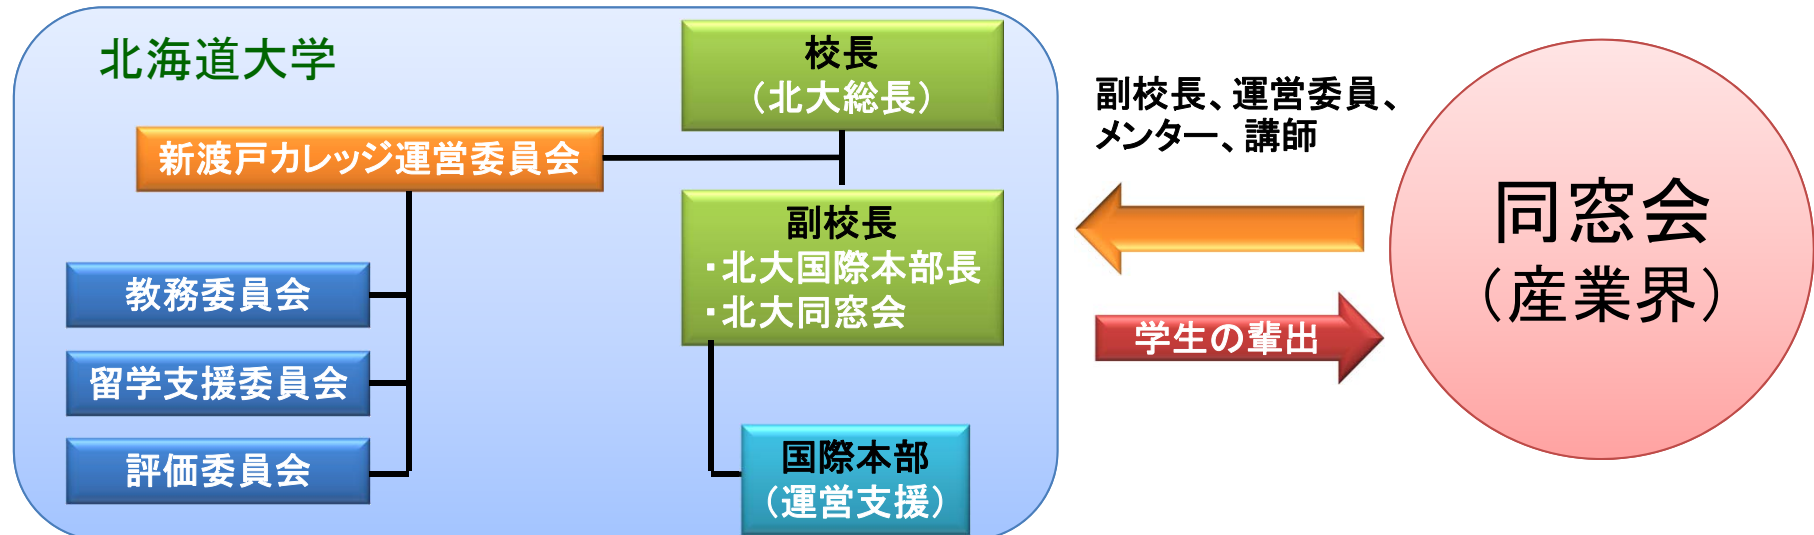 北海道大学
校長
（北大総長）
新渡戸カレッジ運営委員会
副校長
・北大国際本部長
・北大同窓会
教務委員会
留学支援委員会
評価委員会
国際本部
（運営支援）
副校長、運営委員、
メンター、講師
学生の輩出
同窓会
（産業界）